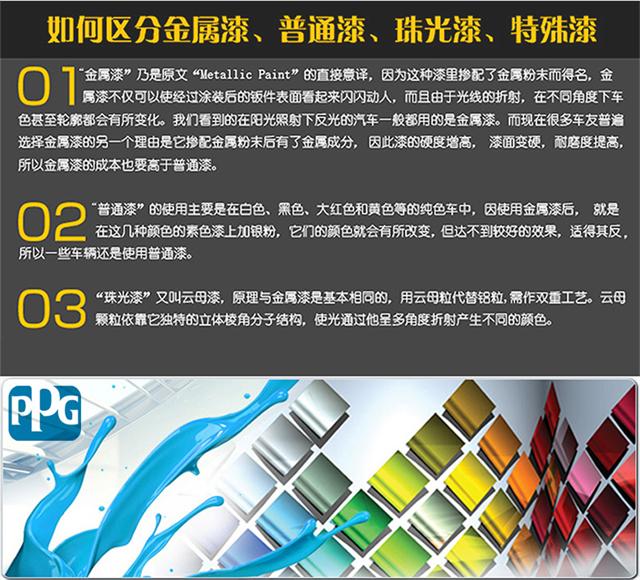 如何区分金属漆、普通漆、珠光漆、特殊漆
01 “金属漆”乃是原文“Metallic Paint”的直接意译，因为这种漆里掺配了金属粉末而得名，金
属漆不仅可以使经过涂装后的钣件表面看起来闪闪动人，而且由于光线的折射，在不同角度下车
色甚至轮廓都会有所变化。我们看到的在阳光照射下反光的汽车一般都用的是金属漆。而现在很多车友普遍
选择金属漆的另一个理由是它掺配金属粉末后有了金属成分， 因此漆的硬度增高， 漆面变硬，耐磨度提高，
所以金属漆的成本也要高于普通漆。
02 “普通漆”的使用主要是在白色、黑色、大红色和黄色等的纯色车中，因使用金属漆后， 就是
在这几种颜色的素色漆上加银粉，它们的颜色就会有所改变，但达不到较好的效果，适得其反，
所以一些车辆还是使用普通漆。
03 “珠光漆”又叫云母漆，原理与金属漆是基本相同的，用云母粒代替铝粒,需作双重工艺。云母
颗粒依靠它独特的立体棱角分子结构，使光通过他呈多角度折射产生不同的颜色。
PPG